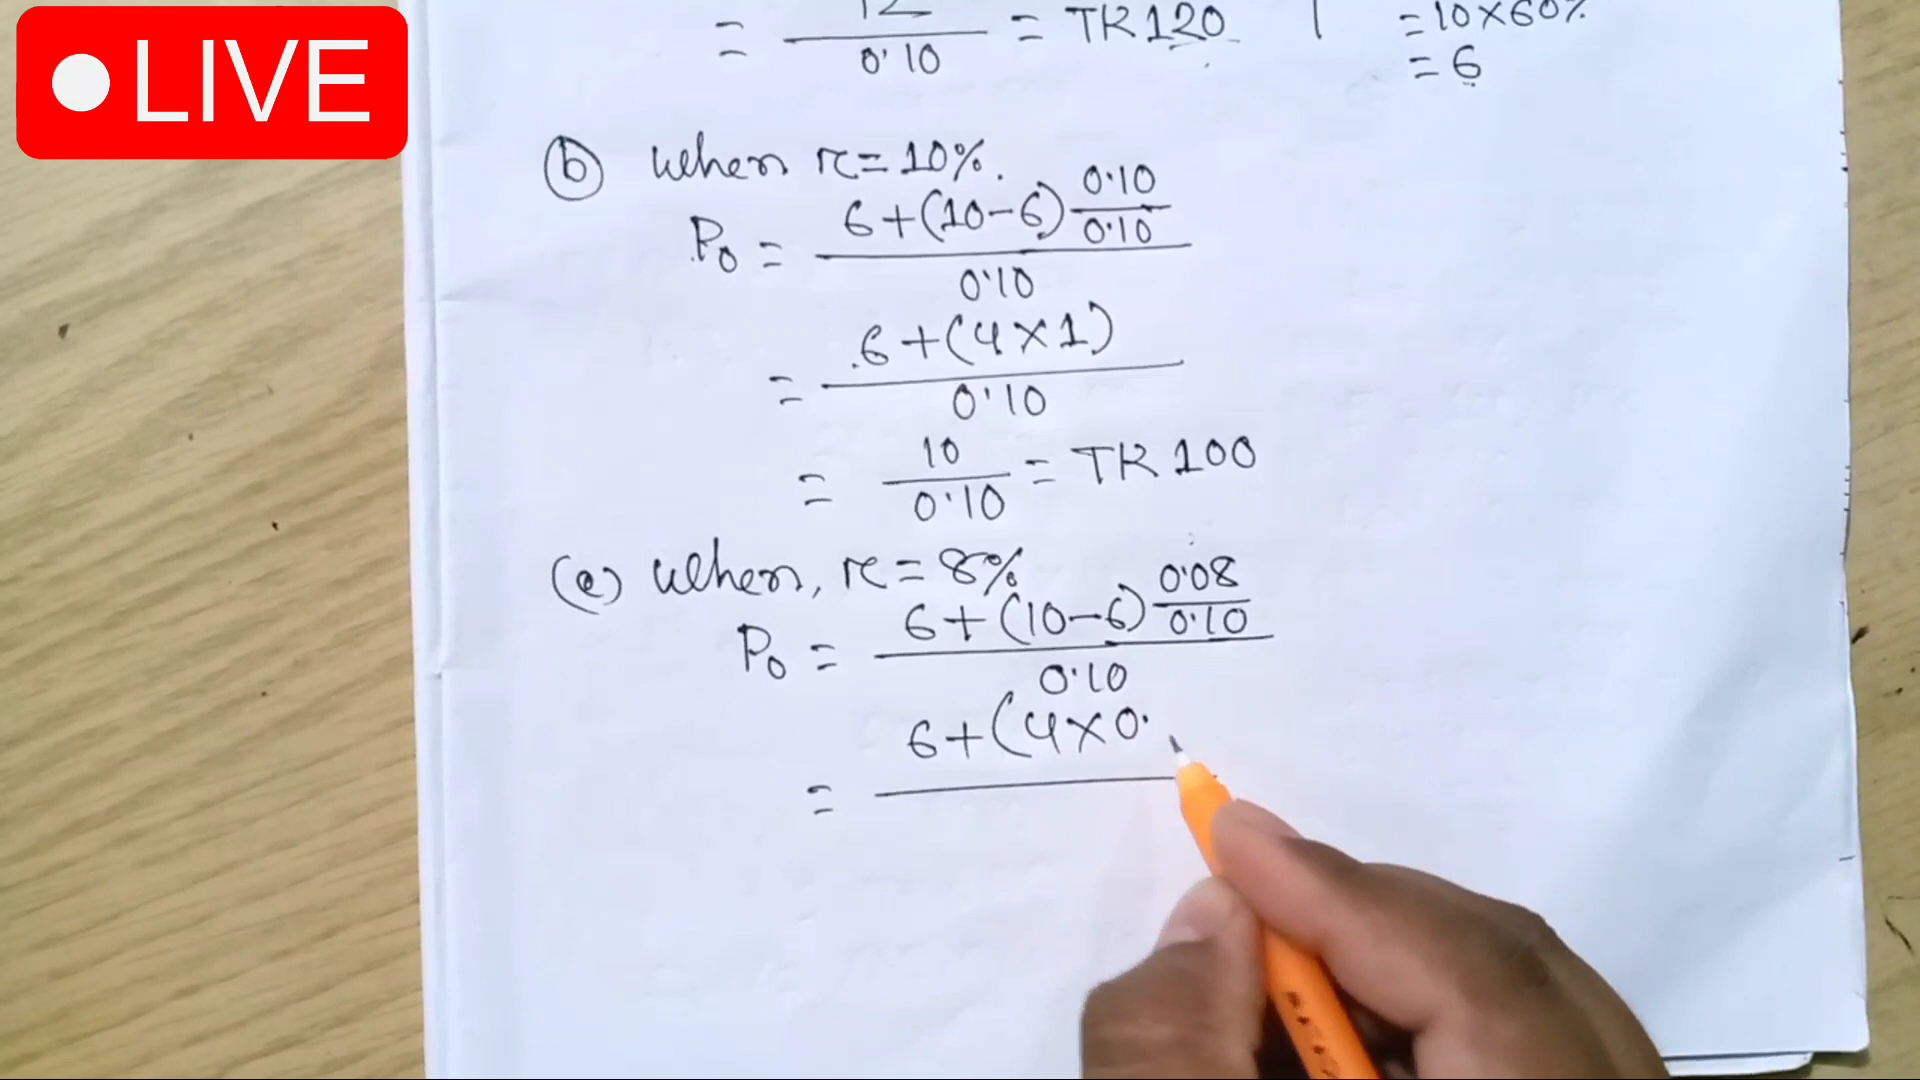 LIVE
= 12 / 0.10 = TK 120 | = 10 × 60%
= 6
(b) When r = 10%.
P₀ = 6 + (10 - 6) 0.10/0.10 / 0.10
= 6 + (4 × 1) / 0.10
= 10 / 0.10 = TK 100
(c) When, r = 8%
P₀ = 6 + (10 - 6) 0.08/0.10 / 0.10
= 6 + (4 × 0.